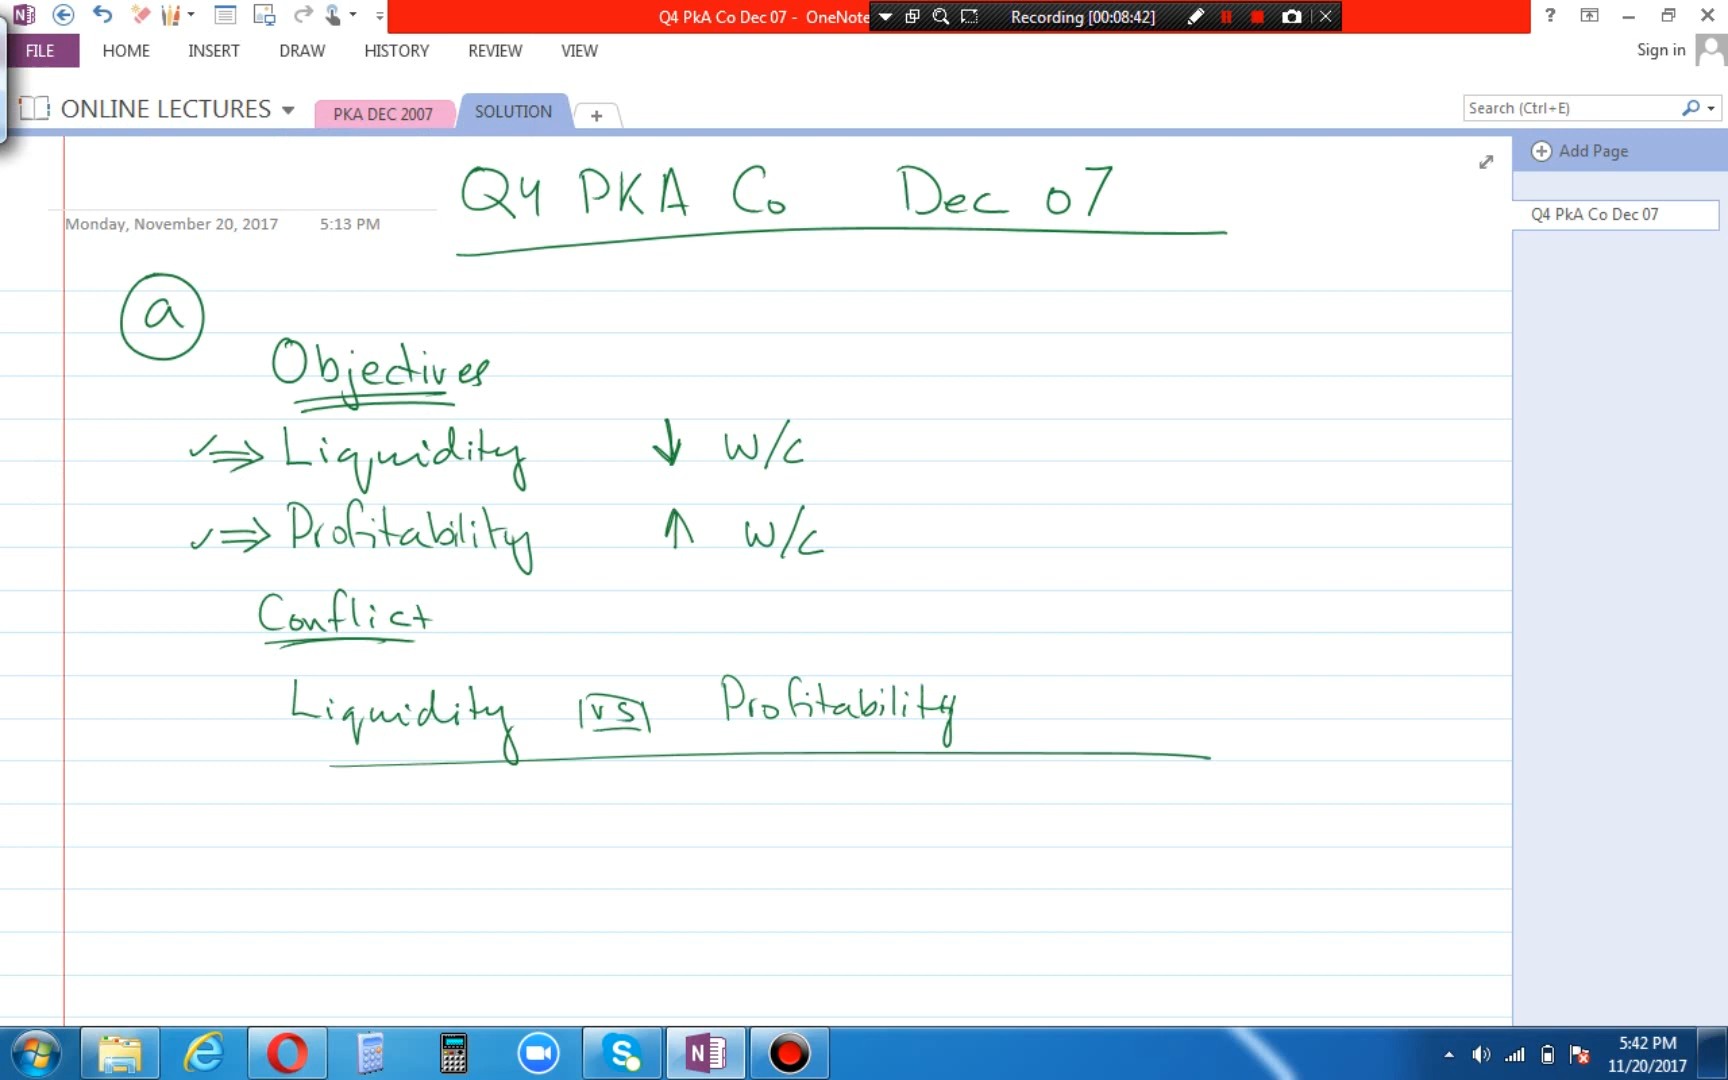 Q4 PkA Co Dec 07 - OneNote
Recording [00:08:42]
?
FILE HOME INSERT DRAW HISTORY REVIEW VIEW
Sign in
ONLINE LECTURES PKA DEC 2007 SOLUTION +
Search (Ctrl+E)
Add Page
Q4 PkA Co Dec 07
Q4 PKA Co Dec 07
Monday, November 20, 2017 5:13 PM
a
Objectives
✓⇒ Liquidity ↓ W/C
✓⇒ Profitability ↑ W/C
Conflict
Liquidity vs Profitability
5:42 PM
11/20/2017